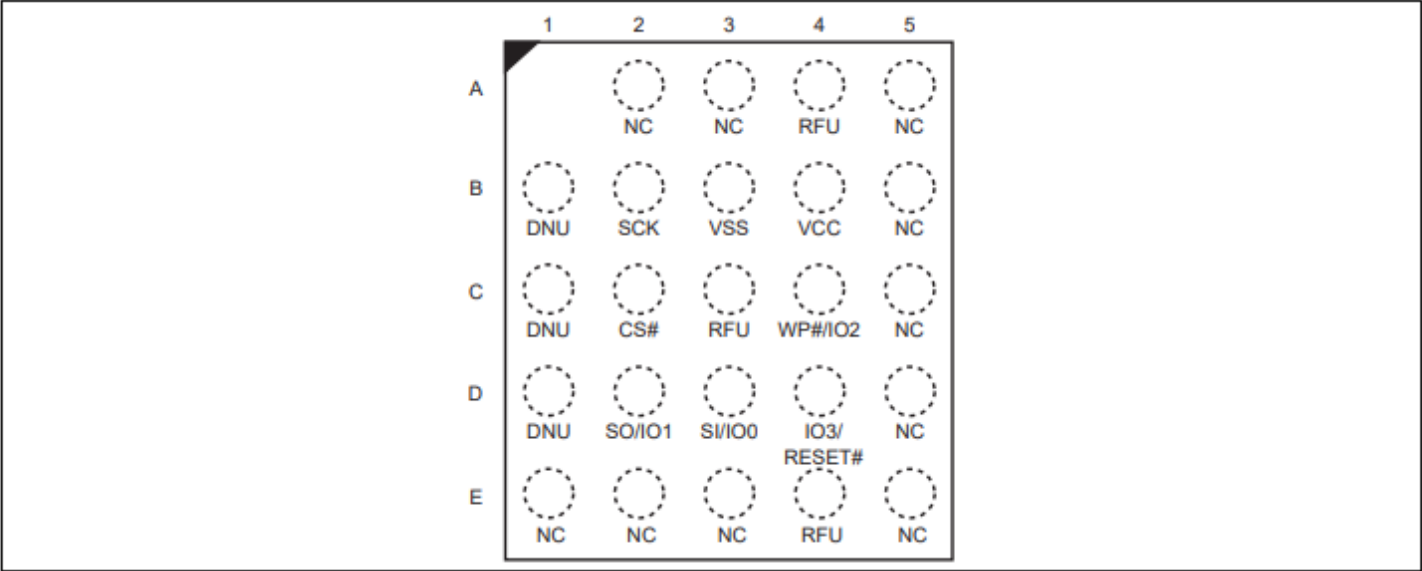 1 2 3 4 5
A
NC NC RFU NC
B
DNU SCK VSS VCC NC
C
DNU CS# RFU WP#/IO2 NC
D
DNU SO/IO1 SI/IO0 IO3/ NC
RESET#
E
NC NC NC RFU NC